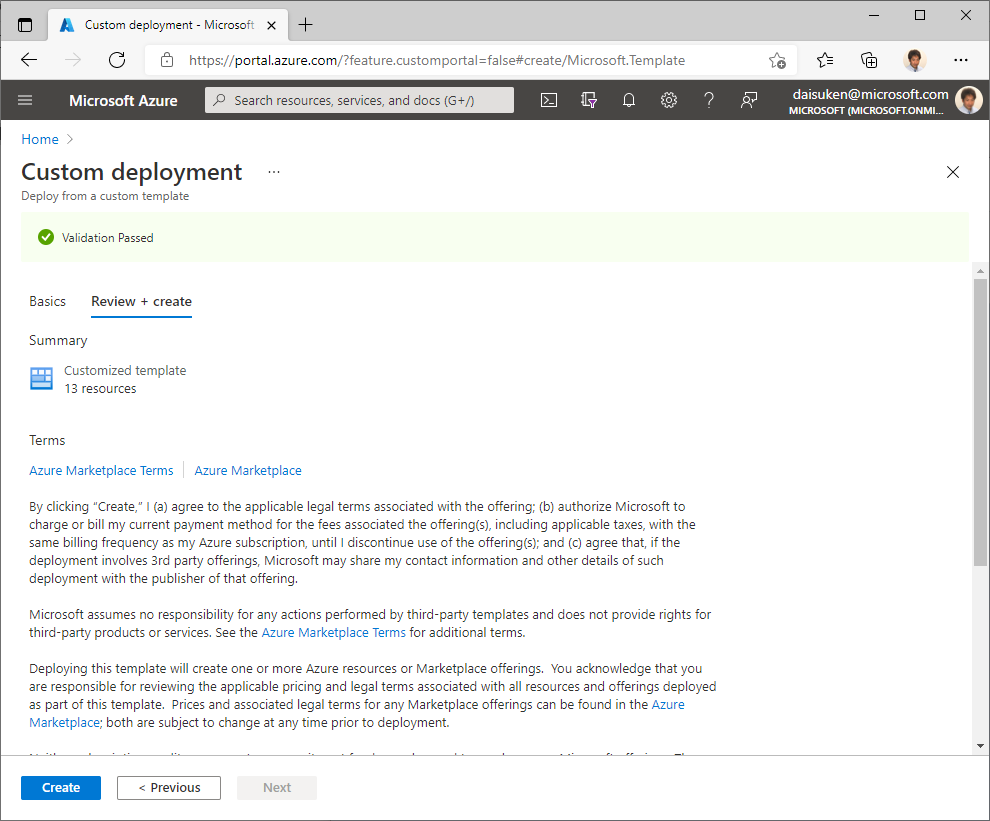 Custom deployment - Microsoft
https://portal.azure.com/?feature.customportal=false#create/Microsoft.Template
Microsoft Azure
Search resources, services, and docs (G+/)
daisuken@microsoft.com
MICROSOFT (MICROSOFT.ONMI...
Home >
Custom deployment ...
Deploy from a custom template
Validation Passed
Basics Review + create
Summary
Customized template
13 resources
Terms
Azure Marketplace Terms Azure Marketplace
By clicking “Create,” I (a) agree to the applicable legal terms associated with the offering; (b) authorize Microsoft to
charge or bill my current payment method for the fees associated the offering(s), including applicable taxes, with the
same billing frequency as my Azure subscription, until I discontinue use of the offering(s); and (c) agree that, if the
deployment involves 3rd party offerings, Microsoft may share my contact information and other details of such
deployment with the publisher of that offering.
Microsoft assumes no responsibility for any actions performed by third-party templates and does not provide rights for
third-party products or services. See the Azure Marketplace Terms for additional terms.
Deploying this template will create one or more Azure resources or Marketplace offerings.  You acknowledge that you
are responsible for reviewing the applicable pricing and legal terms associated with all resources and offerings deployed
as part of this template.  Prices and associated legal terms for any Marketplace offerings can be found in the Azure
Marketplace; both are subject to change at any time prior to deployment.
Create < Previous Next